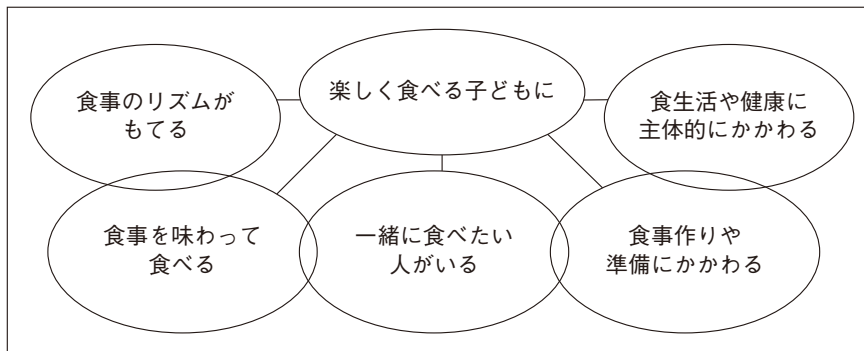 楽しく食べる子どもに
食事のリズムが
もてる
食生活や健康に
主体的にかかわる
食事を味わって
食べる
一緒に食べたい
人がいる
食事作りや
準備にかかわる